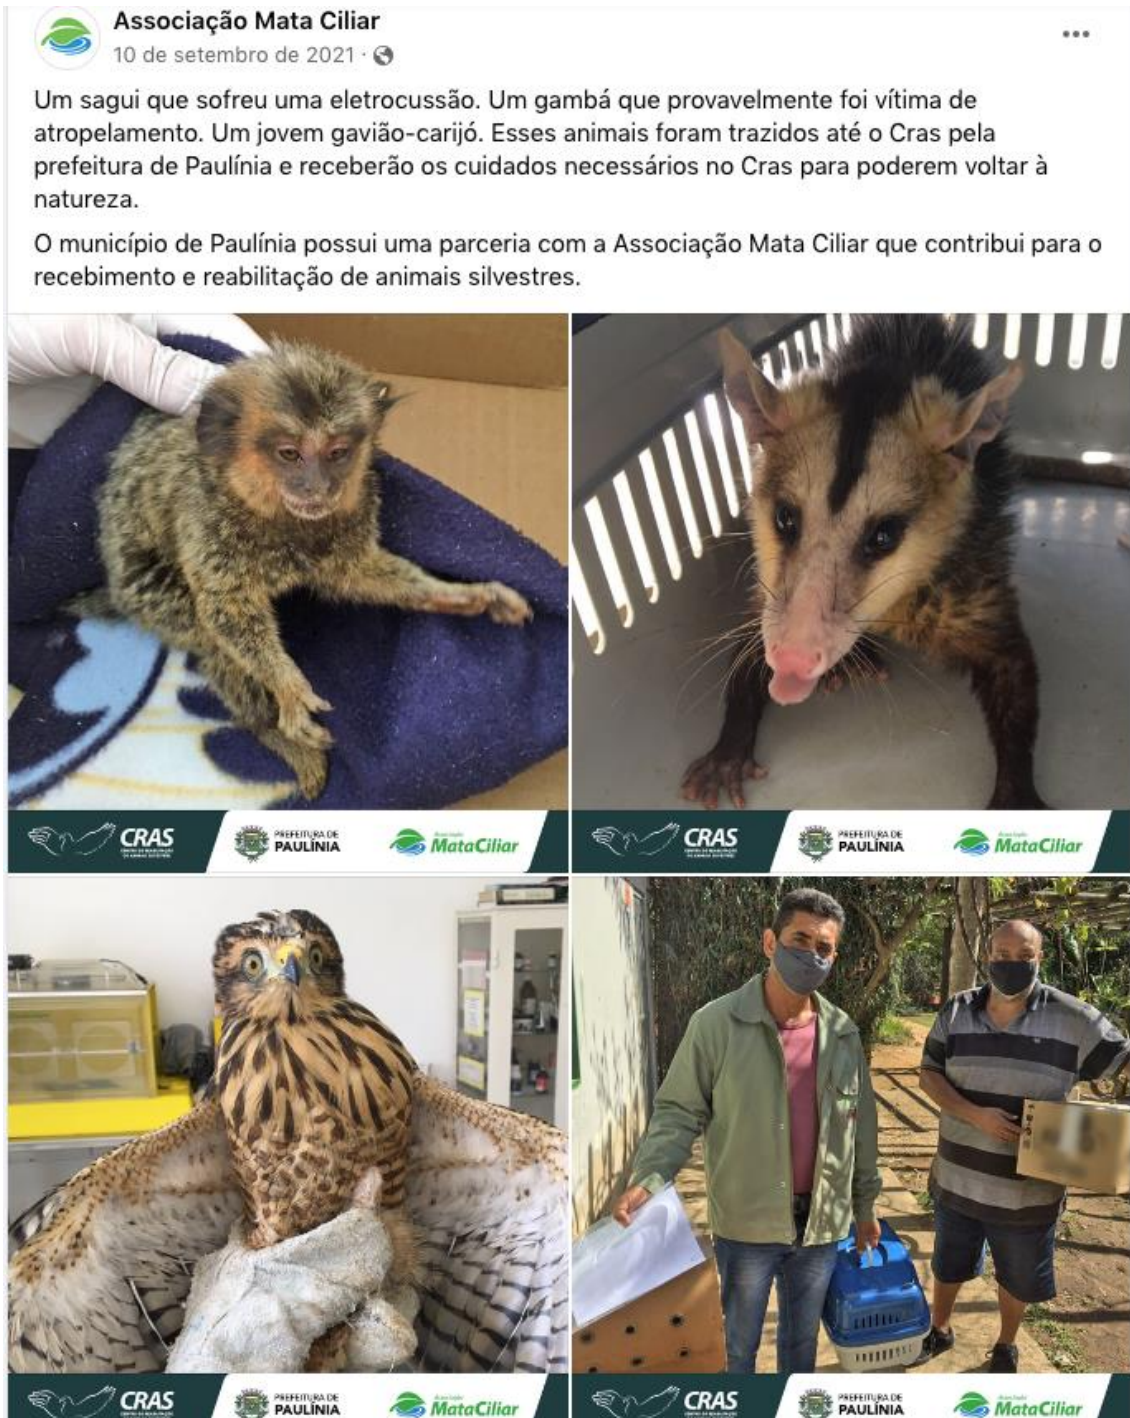 Associação Mata Ciliar
10 de setembro de 2021 ·
Um sagui que sofreu uma eletrocussão. Um gambá que provavelmente foi vítima de
atropelamento. Um jovem gavião-carijó. Esses animais foram trazidos até o Cras pela
prefeitura de Paulínia e receberão os cuidados necessários no Cras para poderem voltar à
natureza.
O município de Paulínia possui uma parceria com a Associação Mata Ciliar que contribui para o
recebimento e reabilitação de animais silvestres.
CRAS
PREFEITURA DE
PAULÍNIA
Associação
MataCiliar
CRAS
PREFEITURA DE
PAULÍNIA
Associação
MataCiliar
CRAS
PREFEITURA DE
PAULÍNIA
Associação
MataCiliar
CRAS
PREFEITURA DE
PAULÍNIA
Associação
MataCiliar